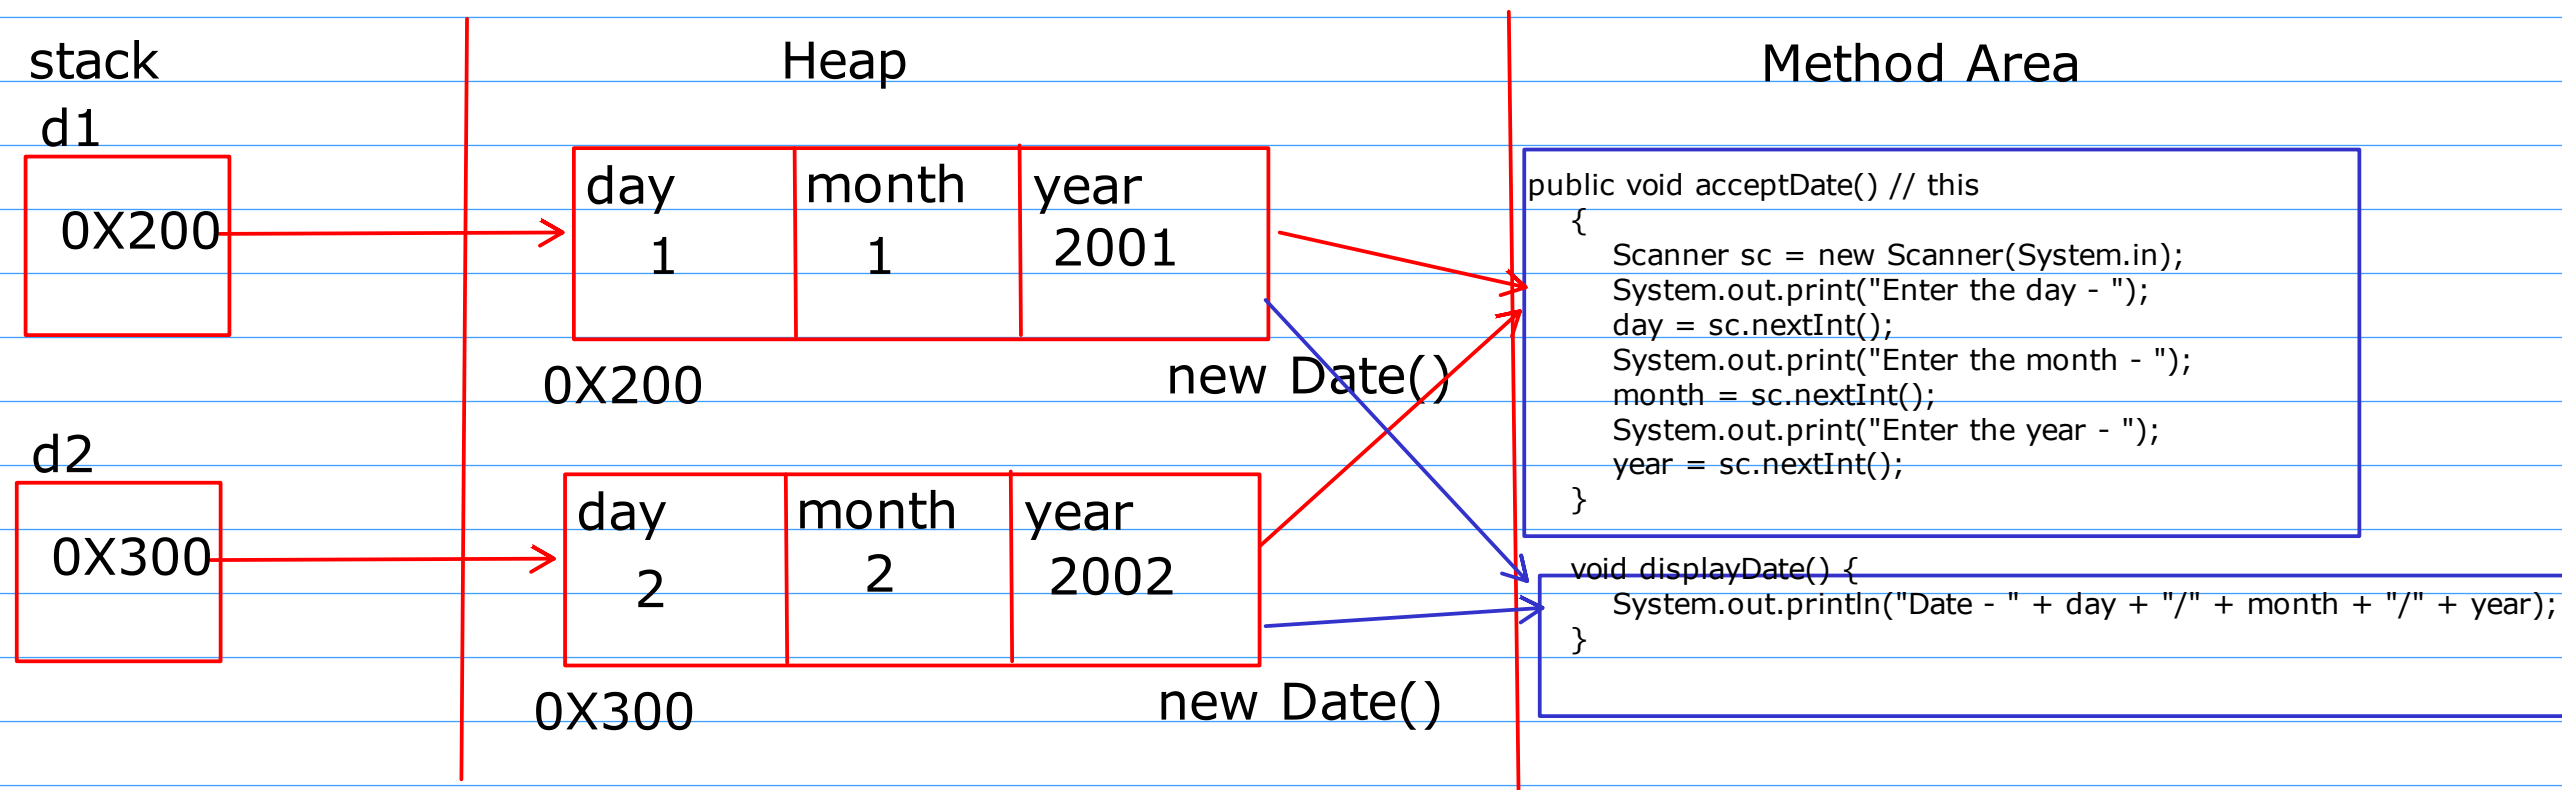 stack
Heap
Method Area
d1
0X200
day
month
year
1
1
2001
0X200
new Date()
d2
0X300
day
month
year
2
2
2002
0X300
new Date()
public void acceptDate() // this
{
Scanner sc = new Scanner(System.in);
System.out.print("Enter the day - ");
day = sc.nextInt();
System.out.print("Enter the month - ");
month = sc.nextInt();
System.out.print("Enter the year - ");
year = sc.nextInt();
}
void displayDate() {
System.out.println("Date - " + day + "/" + month + "/" + year);
}